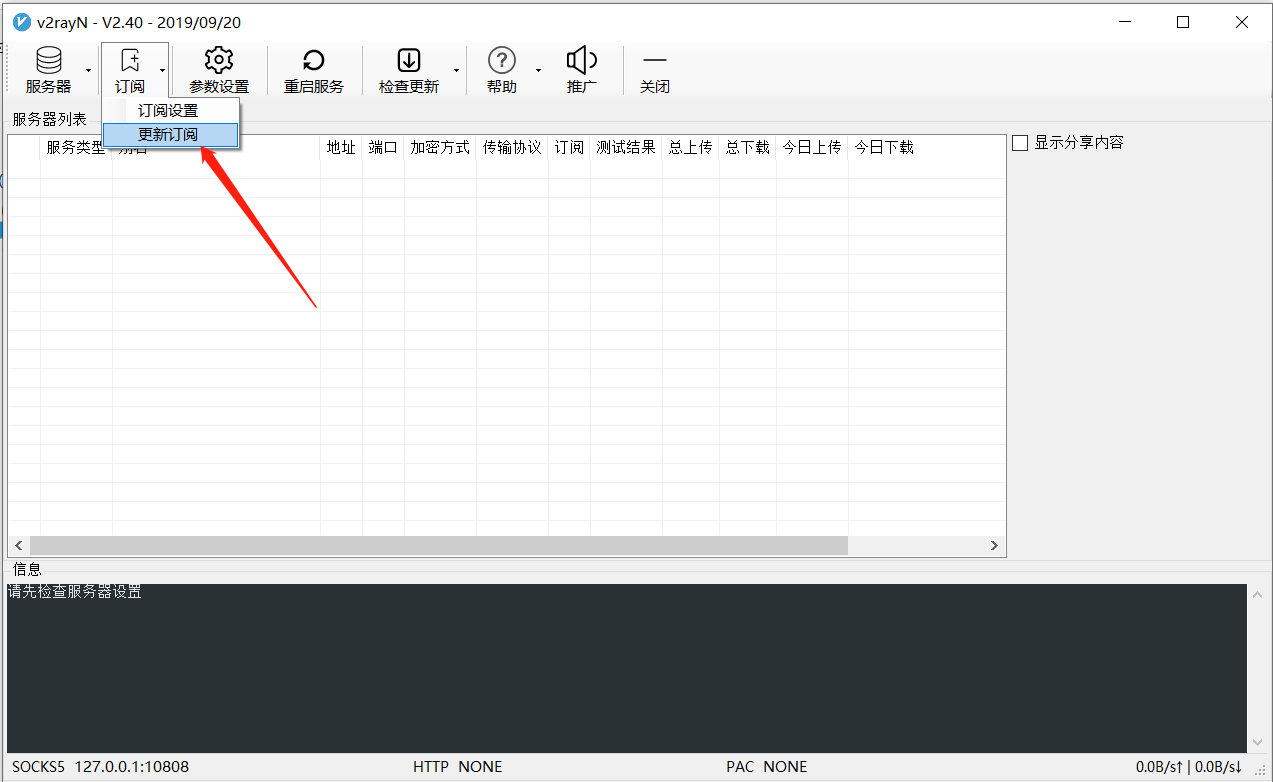 v2rayN - V2.40 - 2019/09/20
服务器 订阅 参数设置 重启服务 检查更新 帮助 推广 关闭
订阅设置
更新订阅
服务器列表
服务类型 别名 地址 端口 加密方式 传输协议 订阅 测试结果 总上传 总下载 今日上传 今日下载
显示分享内容
信息
请先检查服务器设置
SOCKS5 127.0.0.1:10808 HTTP NONE PAC NONE 0.0B/s↑ | 0.0B/s↓